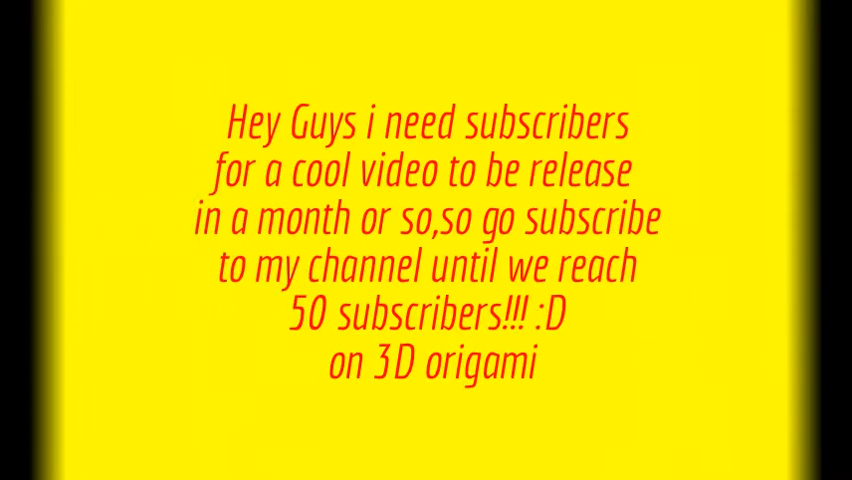 Hey Guys i need subscribers
for a cool video to be release
in a month or so,so go subscribe
to my channel until we reach
50 subscribers!!! :D
on 3D origami